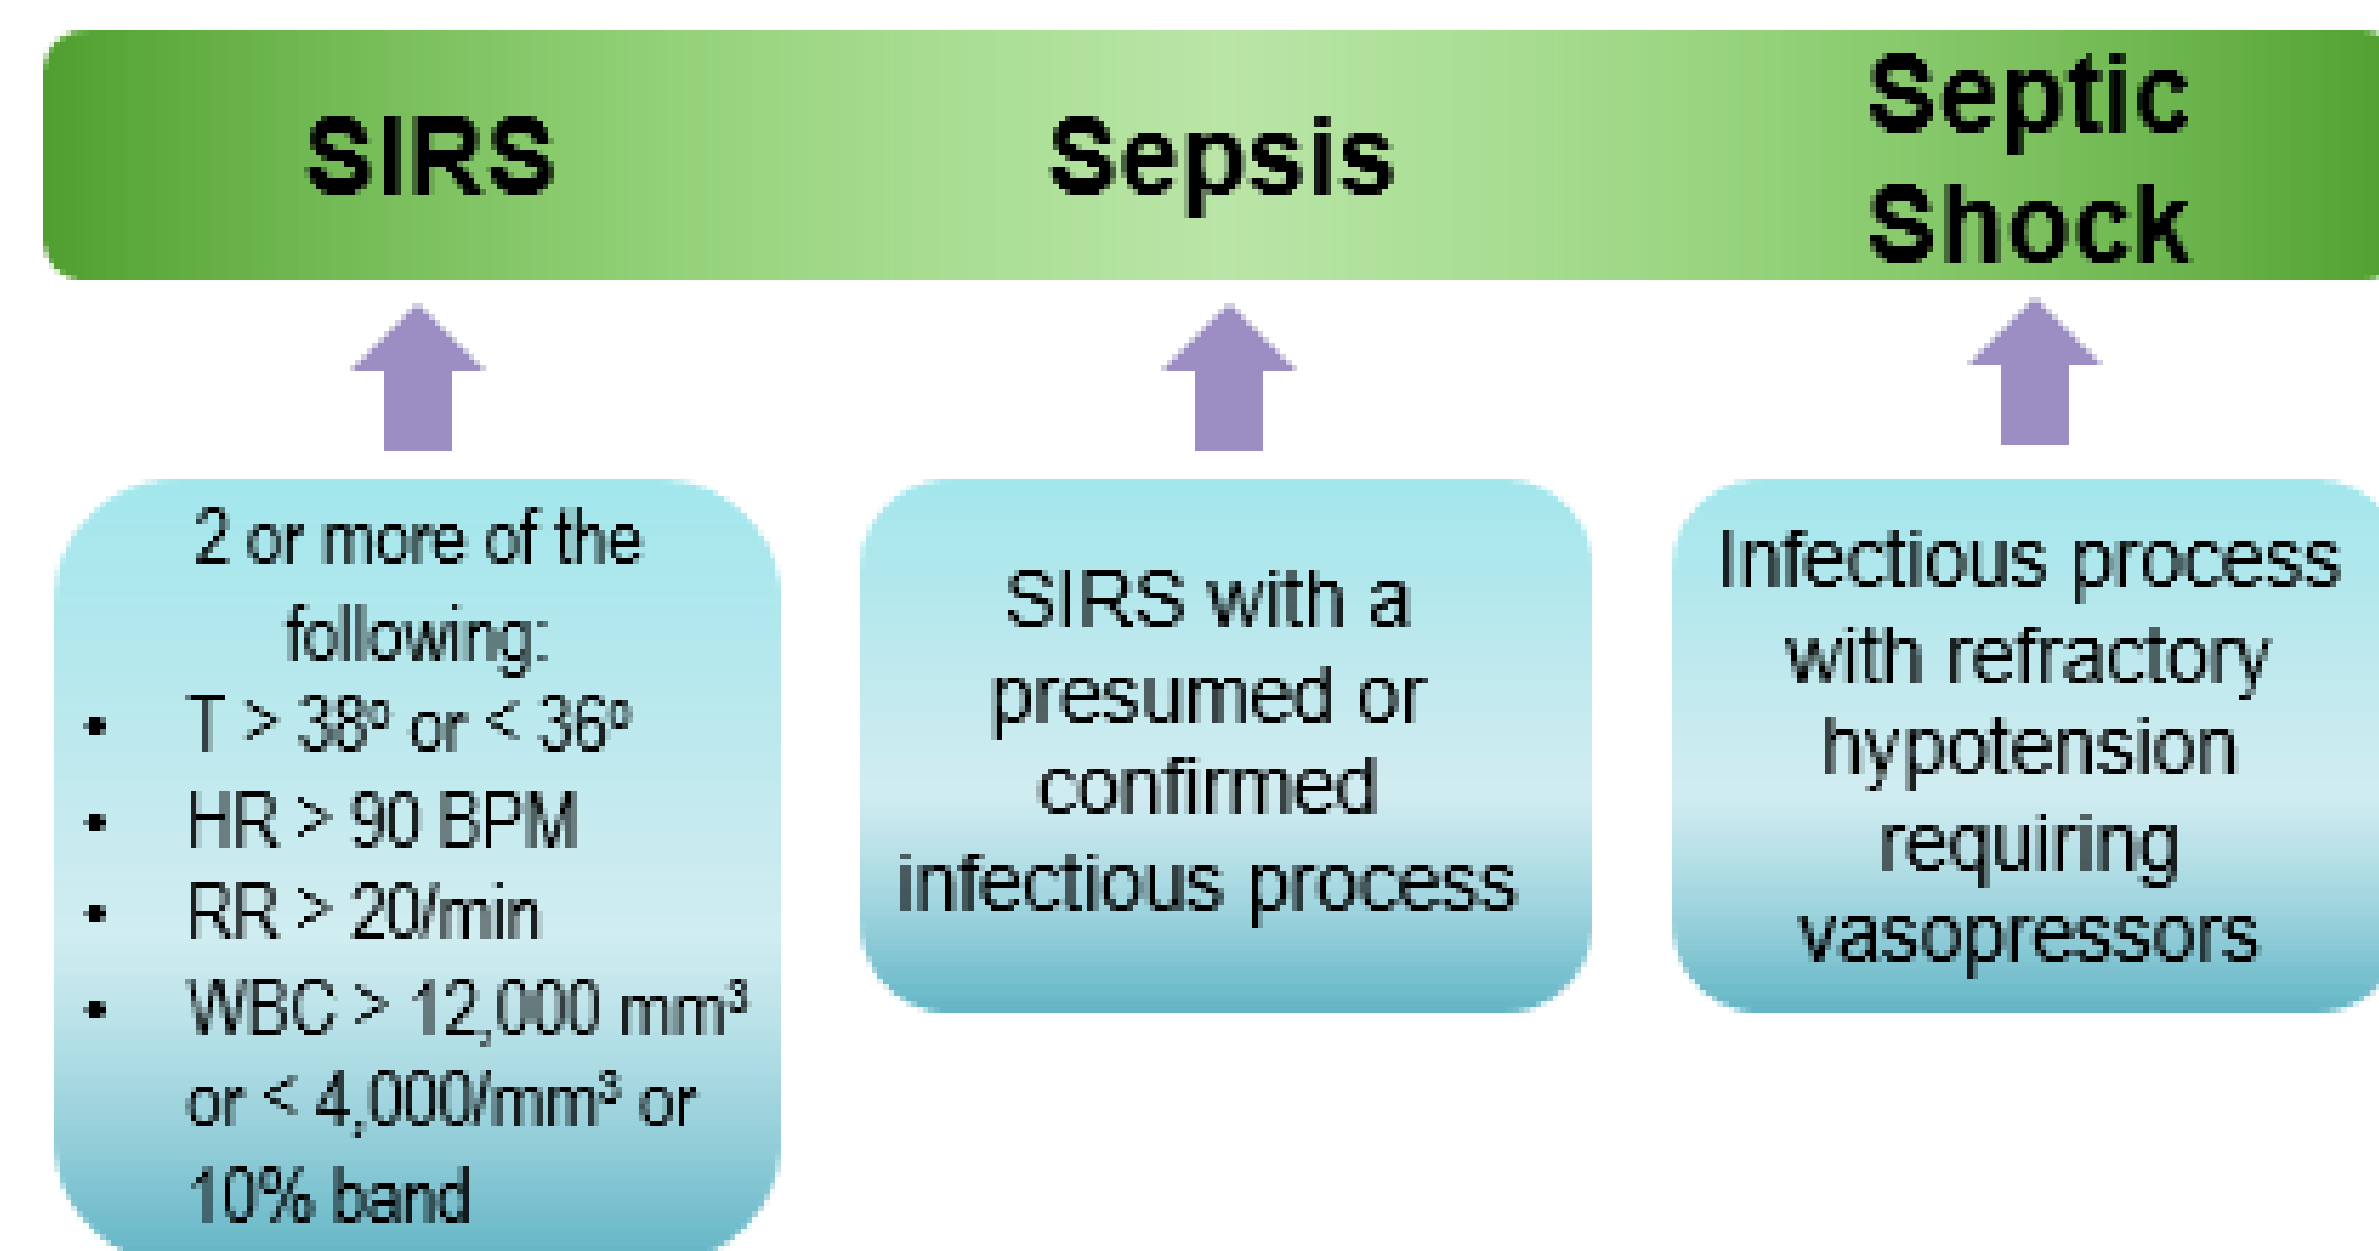 SIRS
Sepsis
Septic
Shock
2 or more of the
following:
• T > 38º or < 36º
• HR > 90 BPM
• RR > 20/min
• WBC > 12,000 mm³
or < 4,000/mm³ or
10% band
SIRS with a
presumed or
confirmed
infectious process
Infectious process
with refractory
hypotension
requiring
vasopressors